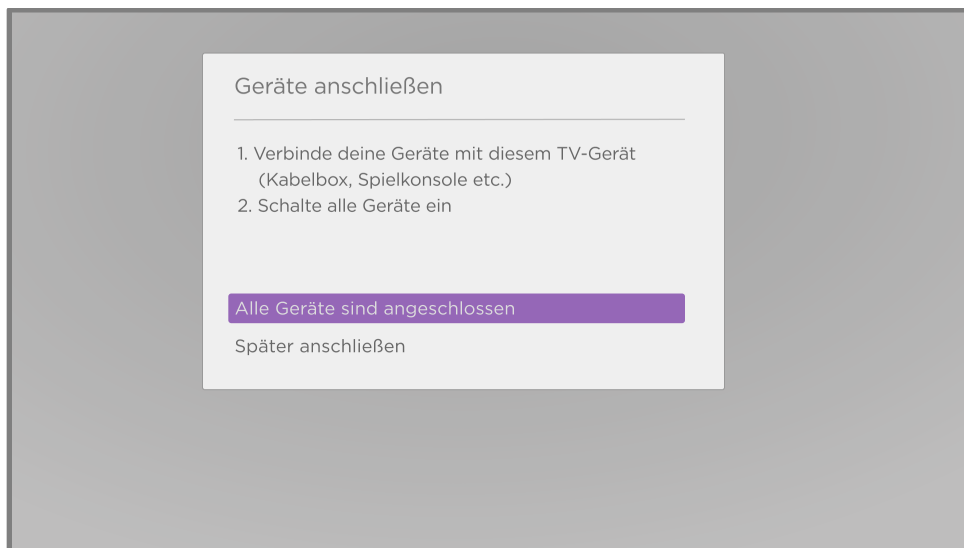 Geräte anschließen
1. Verbinde deine Geräte mit diesem TV-Gerät
(Kabelbox, Spielkonsole etc.)
2. Schalte alle Geräte ein
Alle Geräte sind angeschlossen
Später anschließen